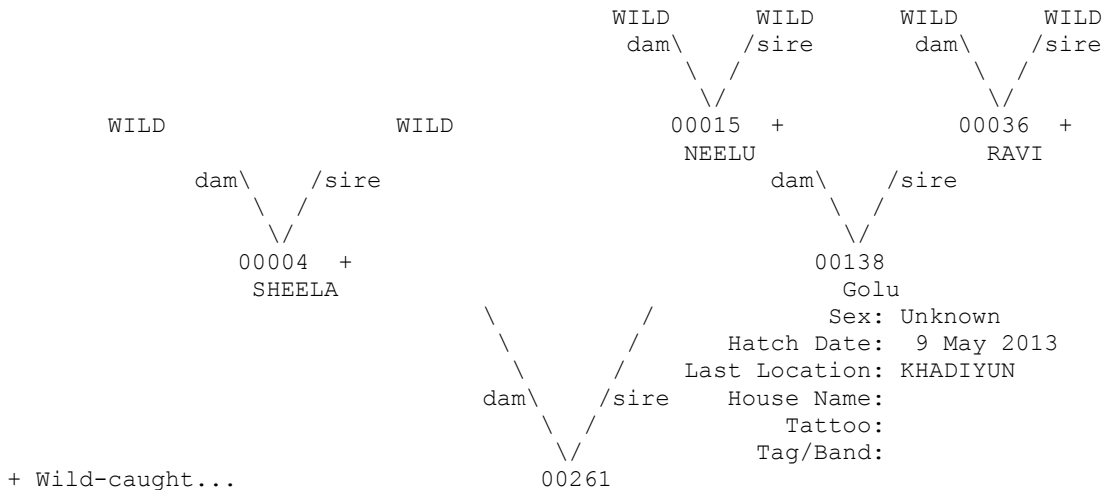 WILD WILD WILD WILD
dam\ /sire dam\ /sire
\ / \ /
\/ \/
WILD WILD 00015 + 00036 +
NEELU RAVI
dam\ /sire dam\ /sire
\ / \ /
\/ \/
00004 + 00138
SHEELA Golu
\ / Sex: Unknown
\ / Hatch Date: 9 May 2013
\ / Last Location: KHADIYUN
dam\ /sire House Name:
\ / Tattoo:
\/ Tag/Band:
+ Wild-caught... 00261